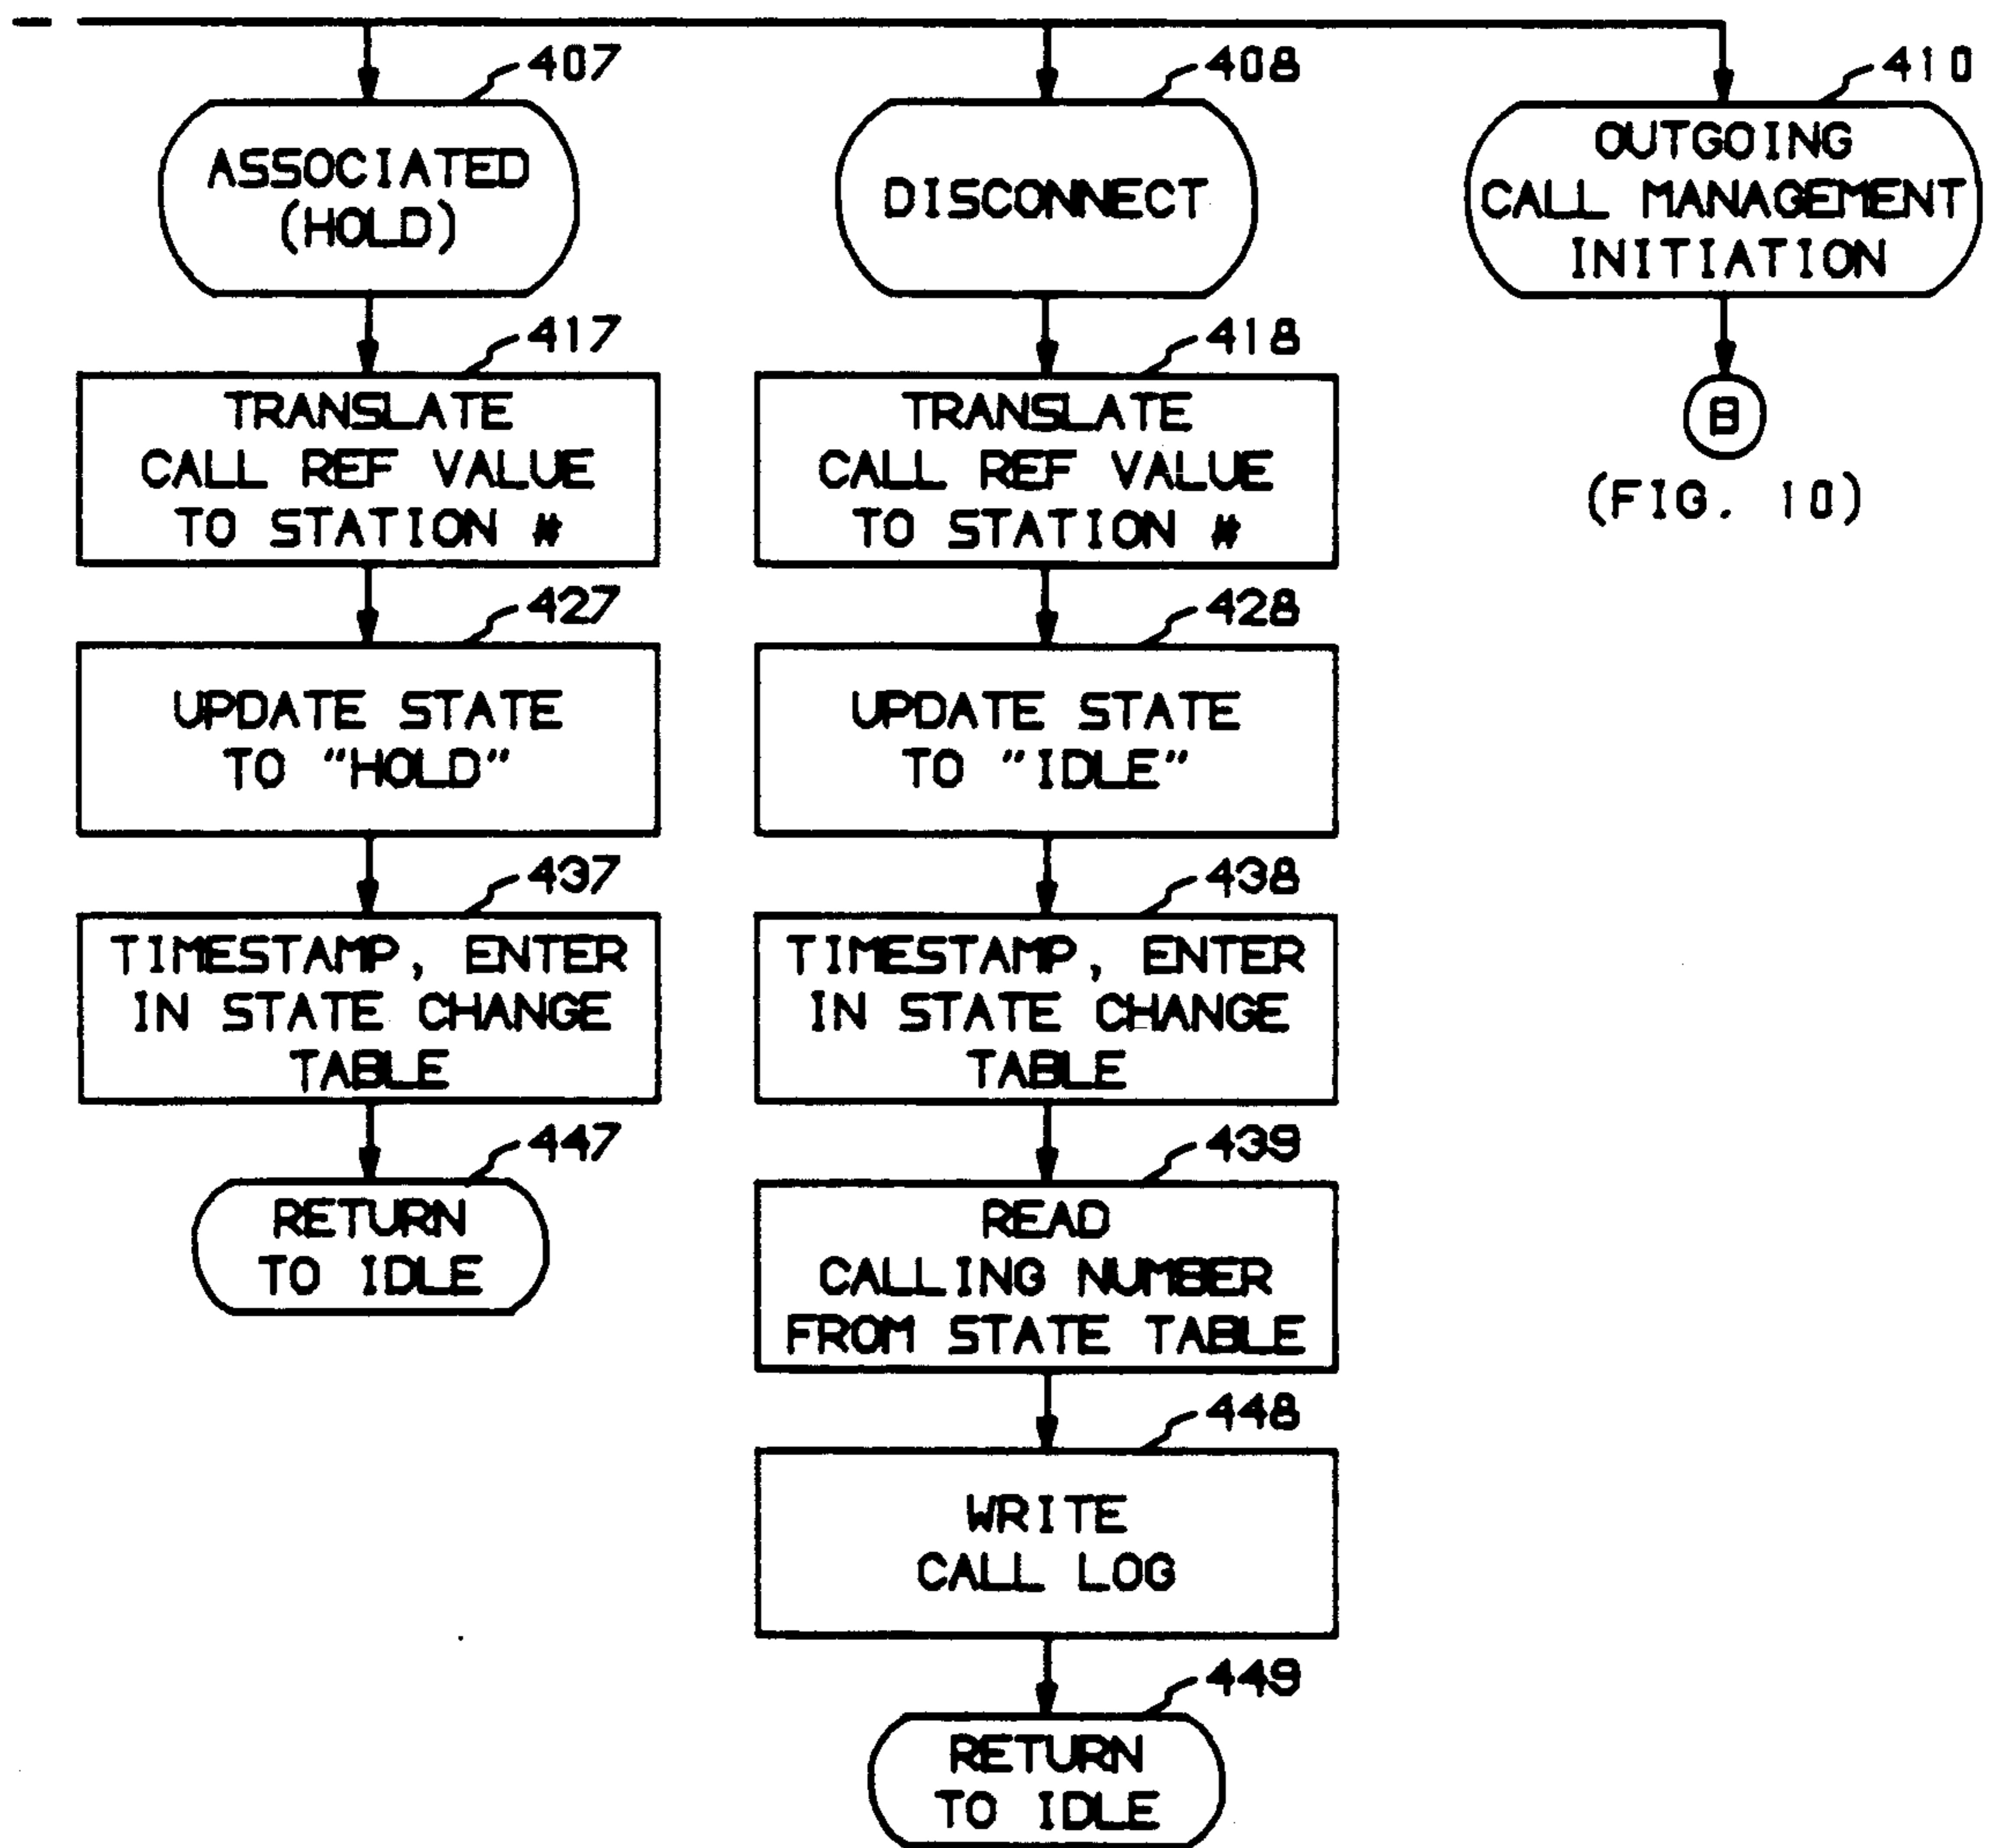 407
ASSOCIATED
(HOLD)
417
TRANSLATE
CALL REF VALUE
TO STATION #
427
UPDATE STATE
TO "HOLD"
437
TIMESTAMP, ENTER
IN STATE CHANGE
TABLE
447
RETURN
TO IDLE
408
DISCONNECT
418
TRANSLATE
CALL REF VALUE
TO STATION #
428
UPDATE STATE
TO "IDLE"
438
TIMESTAMP, ENTER
IN STATE CHANGE
TABLE
439
READ
CALLING NUMBER
FROM STATE TABLE
448
WRITE
CALL LOG
449
RETURN
TO IDLE
410
OUTGOING
CALL MANAGEMENT
INITIATION
B
(FIG. 10)